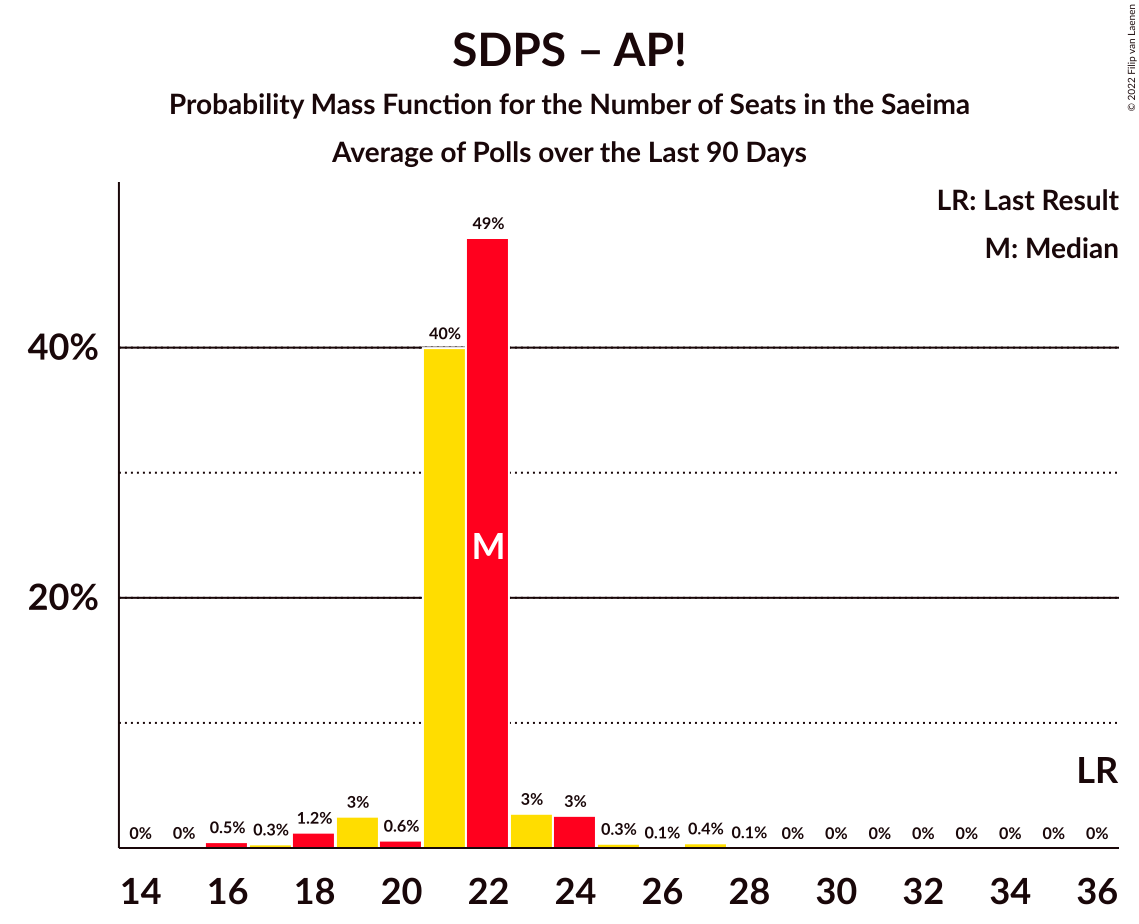 SDPS – AP!
Probability Mass Function for the Number of Seats in the Saeima
Average of Polls over the Last 90 Days
© 2022 Filip van Laenen
LR: Last Result
M: Median
49%
40%
40%
M
20%
LR
0% 0% 0.5% 0.3% 1.2% 3% 0.6% 3% 3% 0.3% 0.1% 0.4% 0.1% 0% 0% 0% 0% 0% 0% 0% 0%
14 16 18 20 22 24 26 28 30 32 34 36